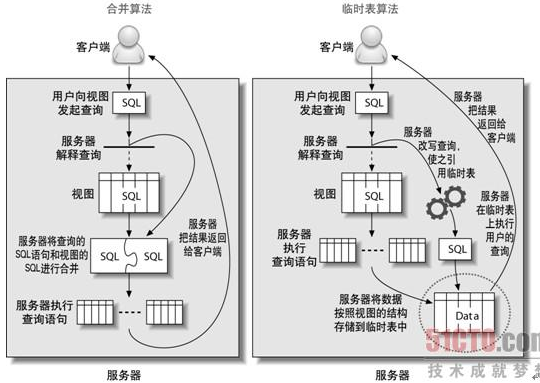 合并算法
客户端
用户向视图
发起查询
SQL
服务器
解释查询
视图
SQL
服务器将查询的
SQL语句和视图的
SQL进行合并
SQL
SQL
服务器
把结果返回
给客户端
服务器执行
查询语句
服务器
临时表算法
客户端
用户向视图
发起查询
SQL
服务器
把结果
返回给
客户端
服务器
解释查询
服务器
改写查询,
使之引
用临时表
视图
SQL
服务器
在临时表
上执行
用户的
查询
服务器
执行
查询语句
SQL
服务器将数据
按照视图的结构
存储到临时表中
Data
服务器
51CTO.com
技术成就梦想